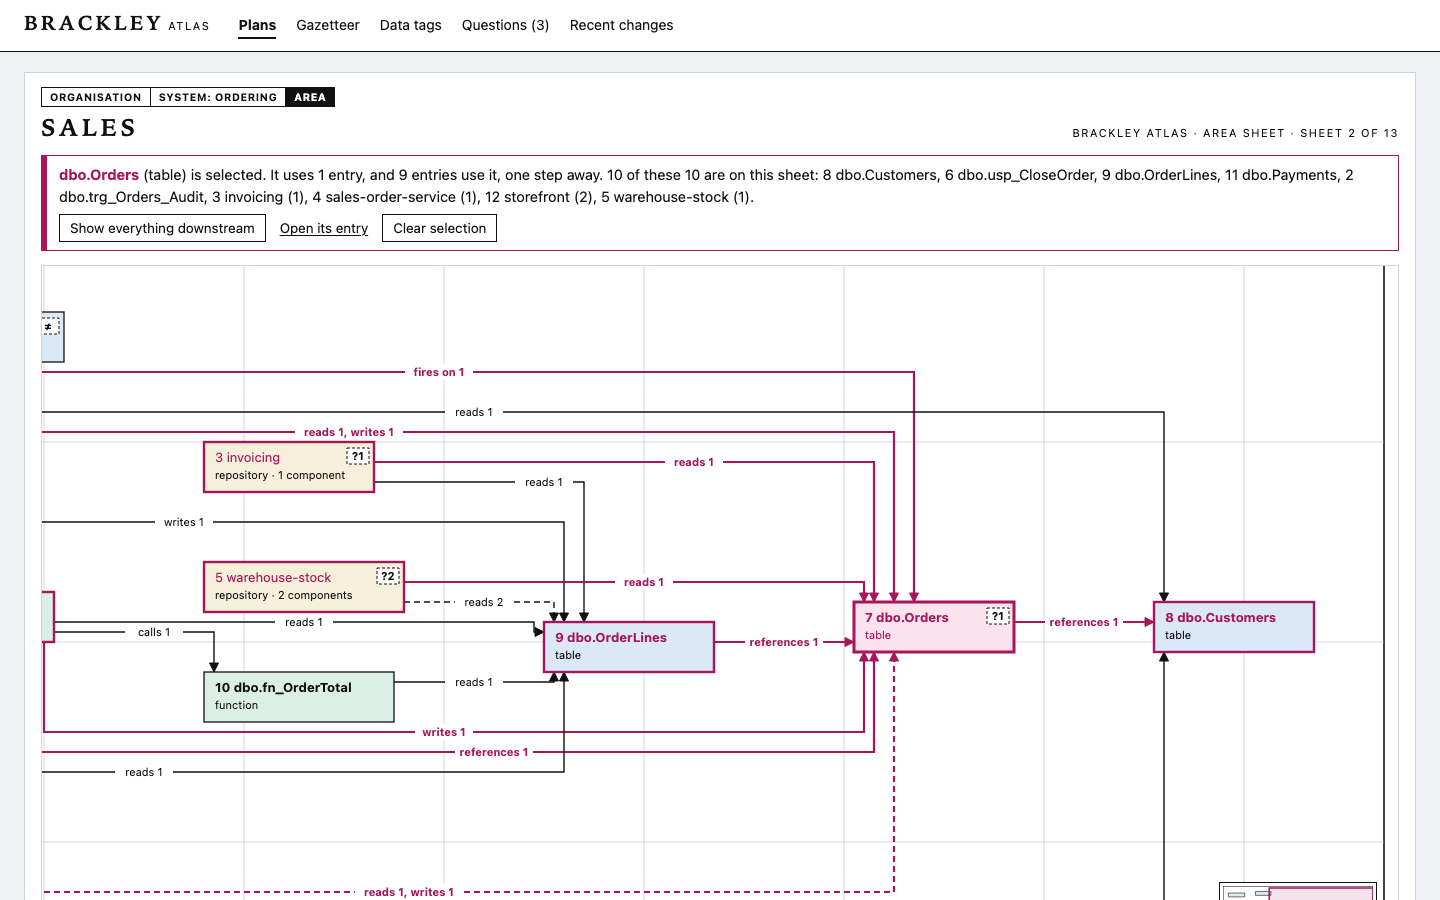 BRACKLEY ATLAS
Plans Gazetteer Data tags Questions (3) Recent changes
ORGANISATION SYSTEM: ORDERING AREA
SALES
BRACKLEY ATLAS · AREA SHEET · SHEET 2 OF 13
dbo.Orders (table) is selected. It uses 1 entry, and 9 entries use it, one step away. 10 of these 10 are on this sheet: 8 dbo.Customers, 6 dbo.usp_CloseOrder, 9 dbo.OrderLines, 11 dbo.Payments, 2
dbo.trg_Orders_Audit, 3 invoicing (1), 4 sales-order-service (1), 12 storefront (2), 5 warehouse-stock (1).
Show everything downstream Open its entry Clear selection
≠
fires on 1
reads 1
reads 1, writes 1
3 invoicing ?1
repository · 1 component
reads 1
reads 1
writes 1
5 warehouse-stock ?2
repository · 2 components
reads 1
reads 2
reads 1
calls 1
9 dbo.OrderLines
table
references 1
7 dbo.Orders ?1
table
references 1
8 dbo.Customers
table
10 dbo.fn_OrderTotal
function
reads 1
writes 1
references 1
reads 1
reads 1, writes 1